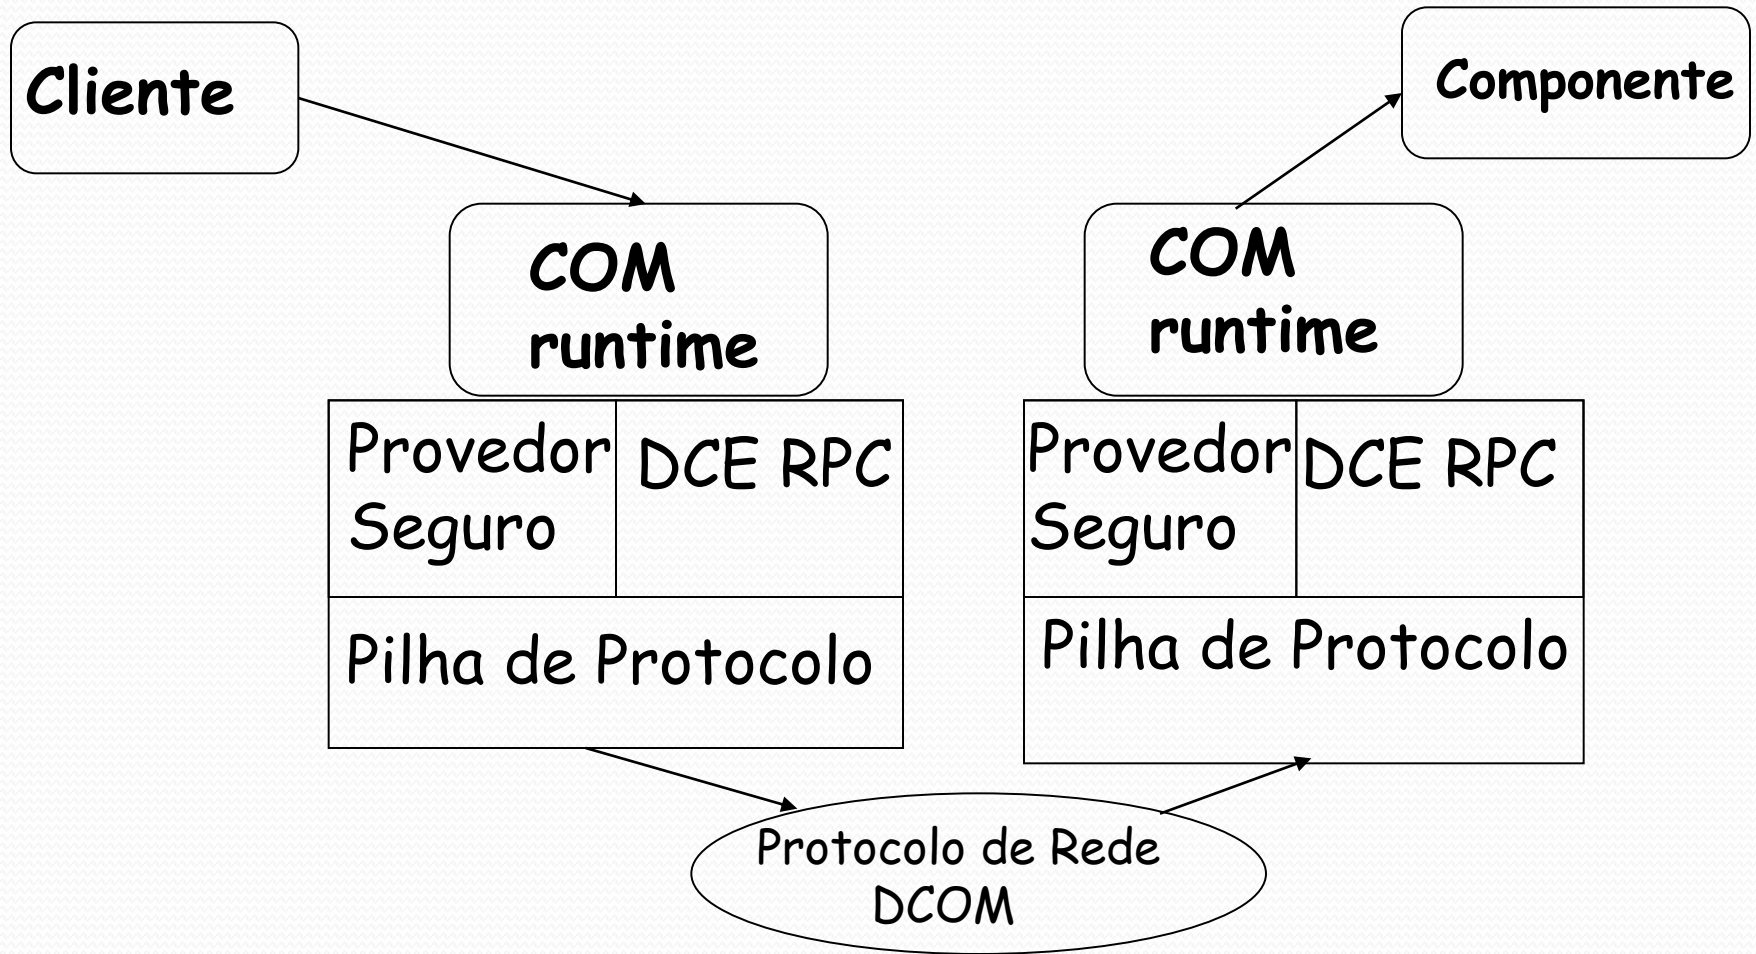 Cliente
Componente
COM
runtime
COM
runtime
Provedor
Seguro
DCE RPC
Provedor
Seguro
DCE RPC
Pilha de Protocolo
Pilha de Protocolo
Protocolo de Rede
DCOM